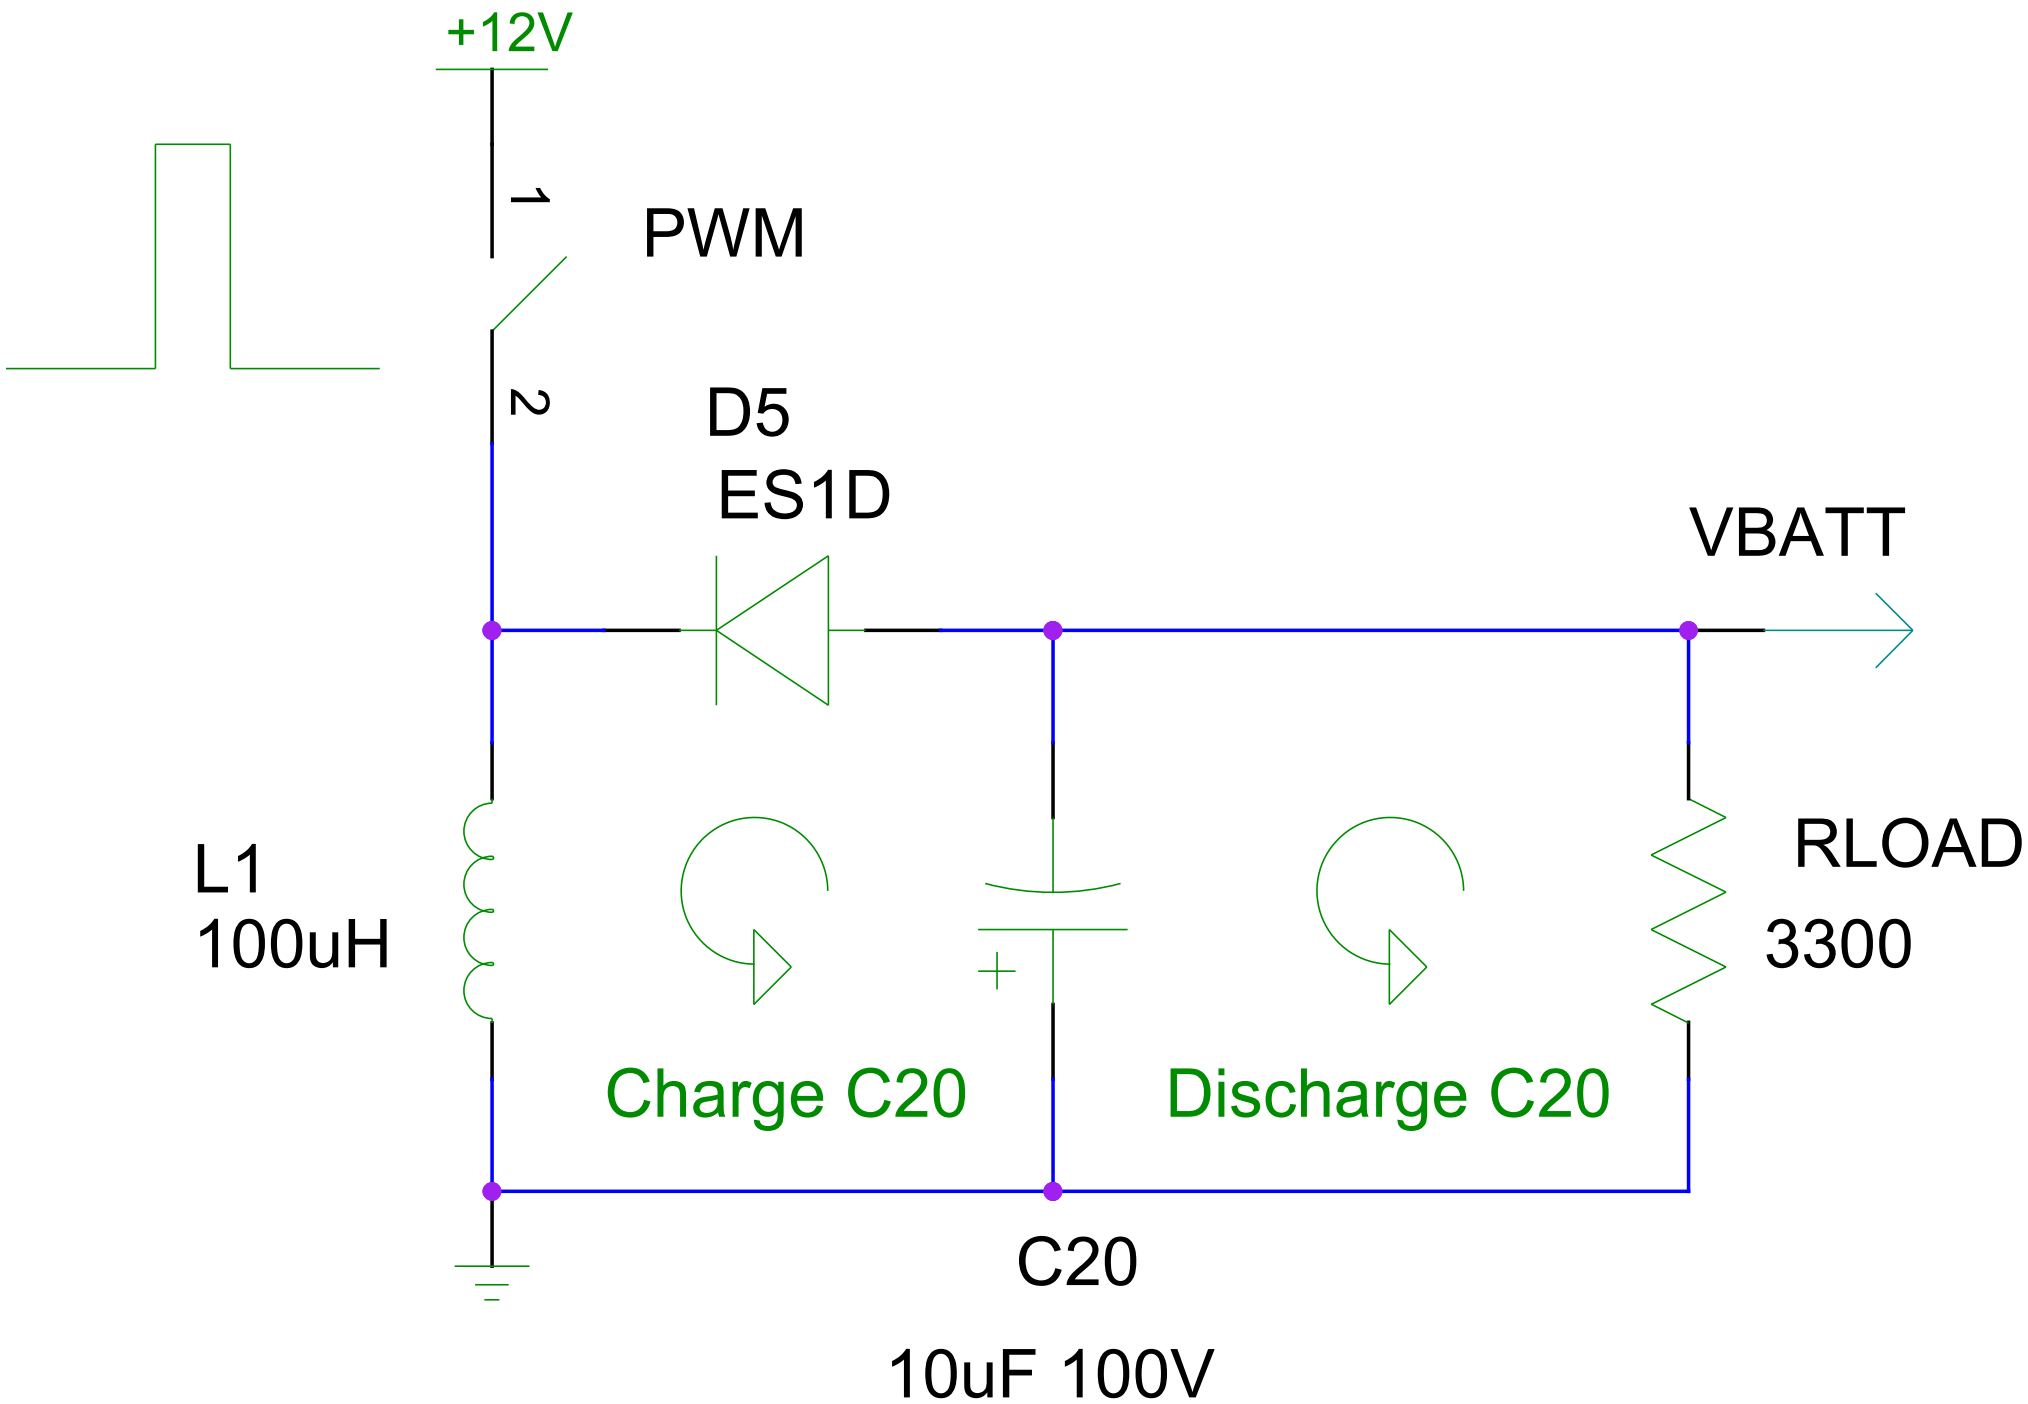 +12V
1
PWM
2
D5
ES1D
VBATT
L1
100uH
RLOAD
3300
+
Charge C20
Discharge C20
C20
10uF 100V